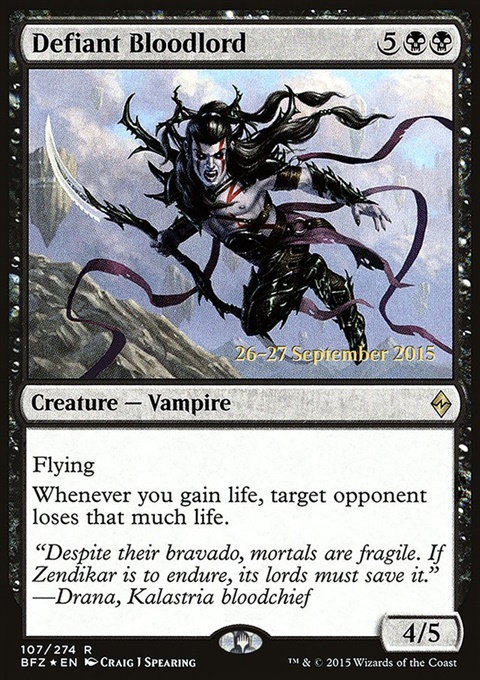 Defiant Bloodlord 5
26–27 September 2015
Creature — Vampire
Flying
Whenever you gain life, target opponent
loses that much life.
“Despite their bravado, mortals are fragile. If
Zendikar is to endure, its lords must save it.”
—Drana, Kalastria bloodchief
4/5
107/274 R
BFZ ★ EN Craig J Spearing
™ & © 2015 Wizards of the Coast